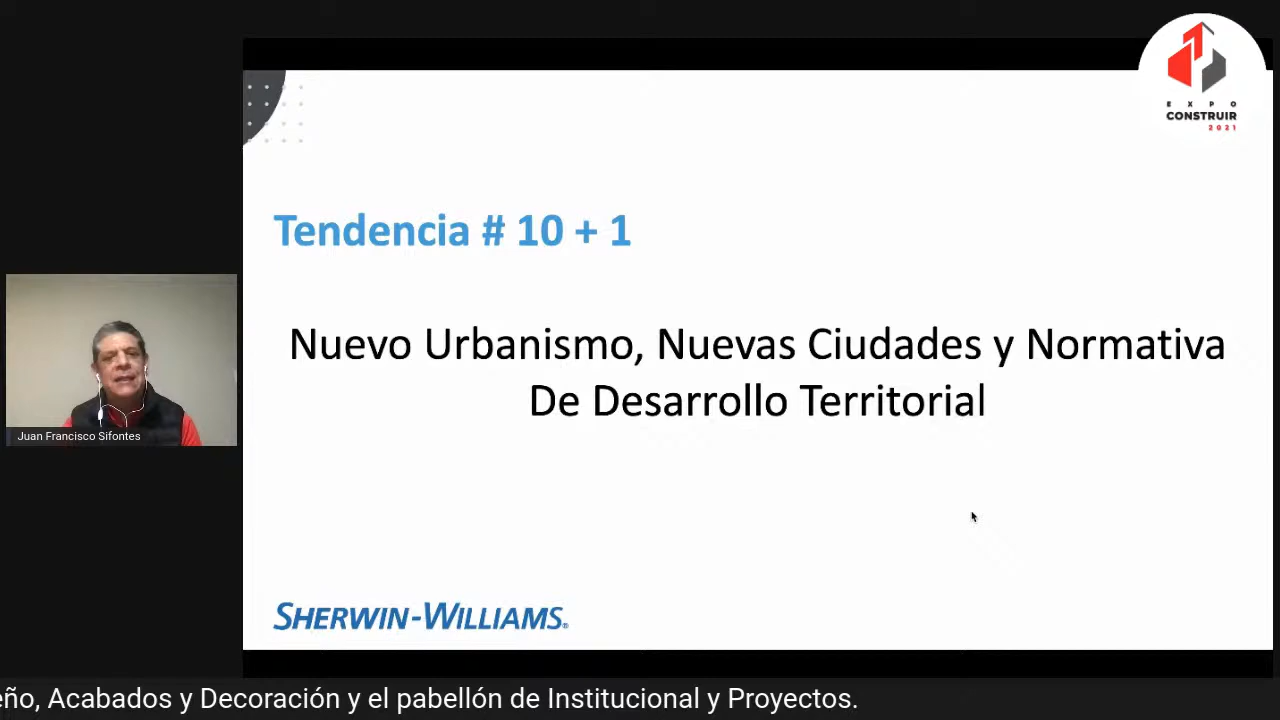 EXPO
CONSTRUIR
2021
Tendencia # 10 + 1
Nuevo Urbanismo, Nuevas Ciudades y Normativa
De Desarrollo Territorial
Juan Francisco Sifontes
SHERWIN-WILLIAMS®
eño, Acabados y Decoración y el pabellón de Institucional y Proyectos.